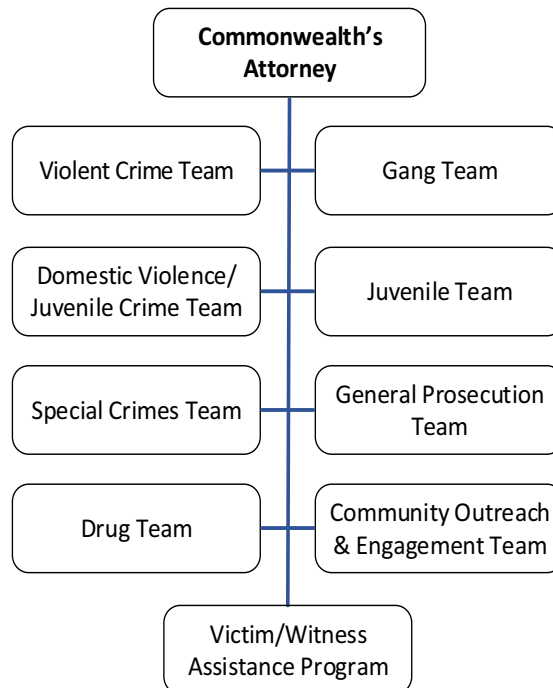 Commonwealth's
Attorney
Violent Crime Team
Gang Team
Domestic Violence/
Juvenile Crime Team
Juvenile Team
Special Crimes Team
General Prosecution
Team
Drug Team
Community Outreach
& Engagement Team
Victim/Witness
Assistance Program